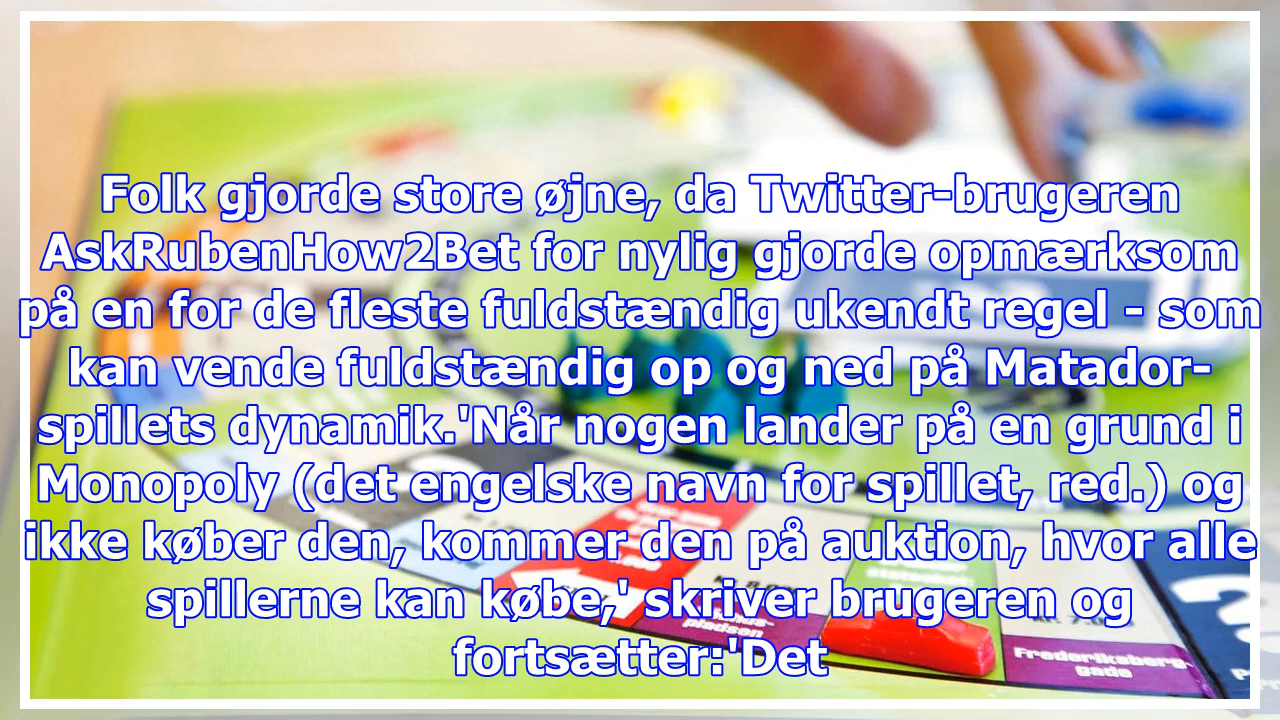 Folk gjorde store øjne, da Twitter-brugeren
AskRubenHow2Bet for nylig gjorde opmærksom
på en for de fleste fuldstændig ukendt regel - som
kan vende fuldstændig op og ned på Matador-
spillets dynamik.'Når nogen lander på en grund i
Monopoly (det engelske navn for spillet, red.) og
ikke køber den, kommer den på auktion, hvor alle
spillerne kan købe,' skriver brugeren og
fortsætter:'Det
Frederiksberg-
gade